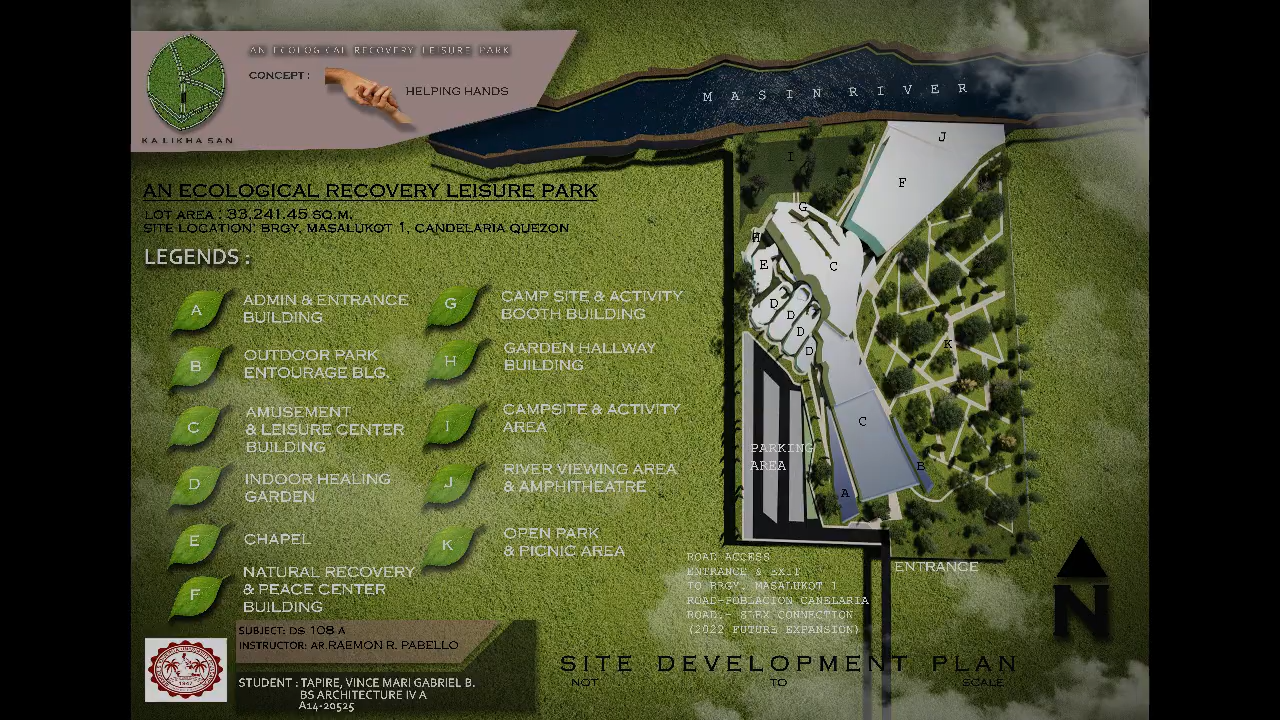 AN ECOLOGICAL RECOVERY LEISURE PARK
CONCEPT :
HELPING HANDS
KALIKHASAN
MASIN RIVER
AN ECOLOGICAL RECOVERY LEISURE PARK
LOT AREA : 33,241.45 SQ.M.
SITE LOCATION: BRGY. MASALUKOT 1, CANDELARIA QUEZON
LEGENDS :
A
ADMIN & ENTRANCE
BUILDING
B
OUTDOOR PARK
ENTOURAGE BLG.
C
AMUSEMENT
& LEISURE CENTER
BUILDING
D
INDOOR HEALING
GARDEN
E
CHAPEL
F
NATURAL RECOVERY
& PEACE CENTER
BUILDING
G
CAMP SITE & ACTIVITY
BOOTH BUILDING
H
GARDEN HALLWAY
BUILDING
I
CAMPSITE & ACTIVITY
AREA
J
RIVER VIEWING AREA
& AMPHITHEATRE
K
OPEN PARK
& PICNIC AREA
J
I
F
G
H
E
C
D
D
D
D
K
C
PARKING
AREA
B
A
ROAD ACCESS
ENTRANCE & EXIT
TO BRGY. MASALUKOT 1
ROAD-POBLACION CANELARIA
ROAD.- SLEX CONNECTION
(2022 FUTURE EXPANSION)
ENTRANCE
N
SUBJECT: DS 108 A
INSTRUCTOR: AR.RAEMON R. PABELLO
STUDENT : TAPIRE, VINCE MARI GABRIEL B.
BS ARCHITECTURE IV A
A14-20525
1947
SITE DEVELOPMENT PLAN
NOT TO SCALE